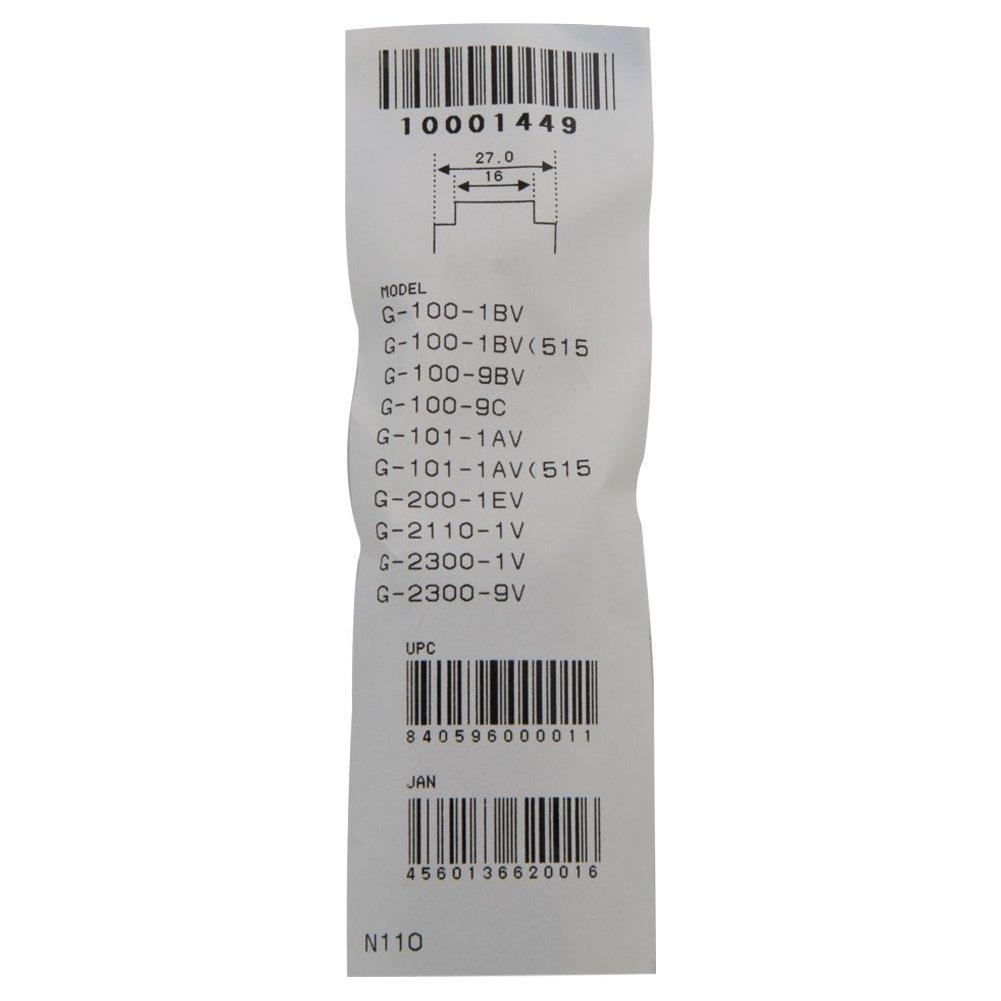 10001449
27.0
16
MODEL
G-100-1BV
G-100-1BV(515
G-100-9BV
G-100-9C
G-101-1AV
G-101-1AV(515
G-200-1EV
G-2110-1V
G-2300-1V
G-2300-9V
UPC
840596000011
JAN
4560136620016
N110